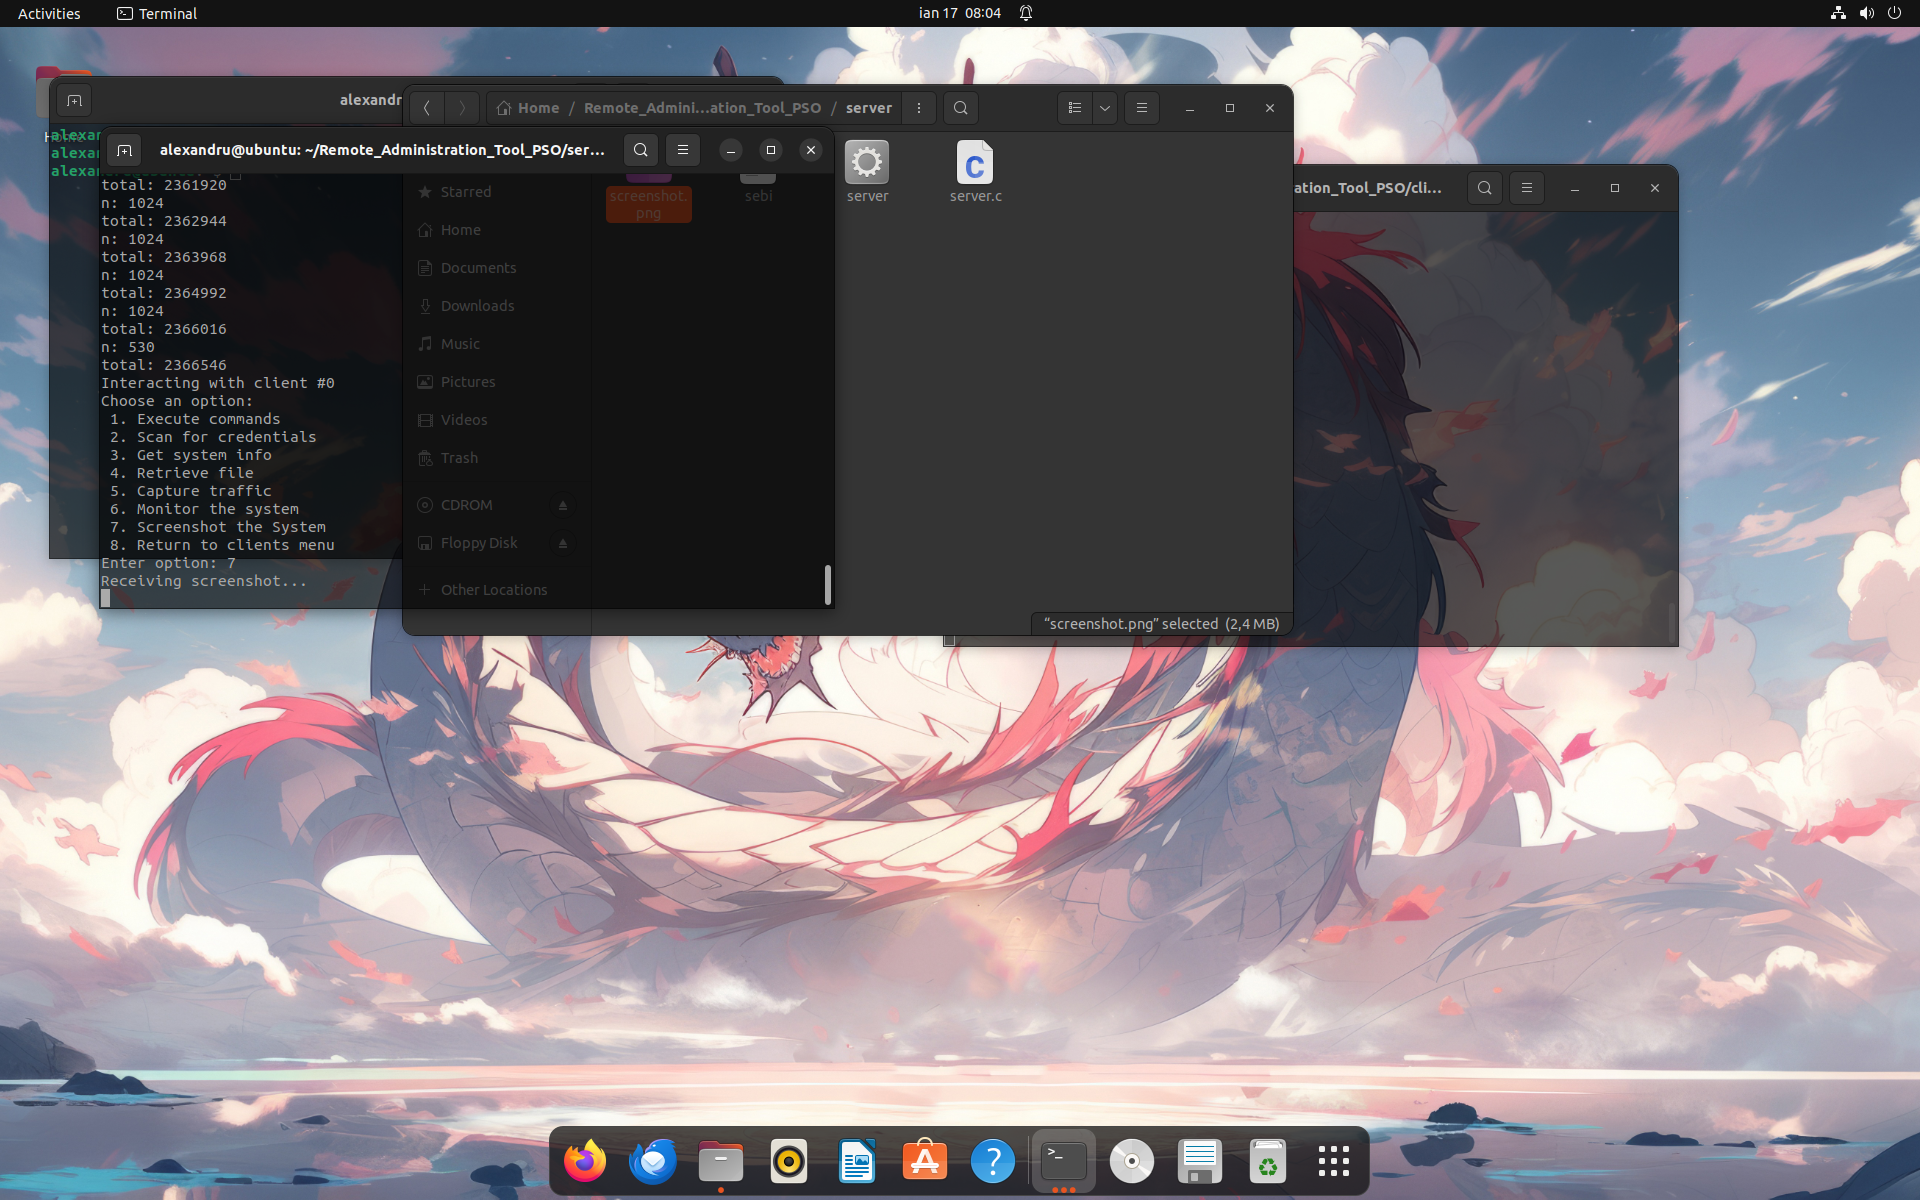 Activities
Terminal
ian 17 08:04
alexandr
Home / Remote_Admini...ation_Tool_PSO / server
alexan
alexan
alexan
alexandru@ubuntu: ~/Remote_Administration_Tool_PSO/ser...
ation_Tool_PSO/cli...
total: 2361920
n: 1024
total: 2362944
n: 1024
total: 2363968
n: 1024
total: 2364992
n: 1024
total: 2366016
n: 530
total: 2366546
Interacting with client #0
Choose an option:
1. Execute commands
2. Scan for credentials
3. Get system info
4. Retrieve file
5. Capture traffic
6. Monitor the system
7. Screenshot the System
8. Return to clients menu
Enter option: 7
Receiving screenshot...
Starred
Home
Documents
Downloads
Music
Pictures
Videos
Trash
CDROM
Floppy Disk
Other Locations
screenshot.
png
sebi
server
server.c
“screenshot.png” selected (2,4 MB)